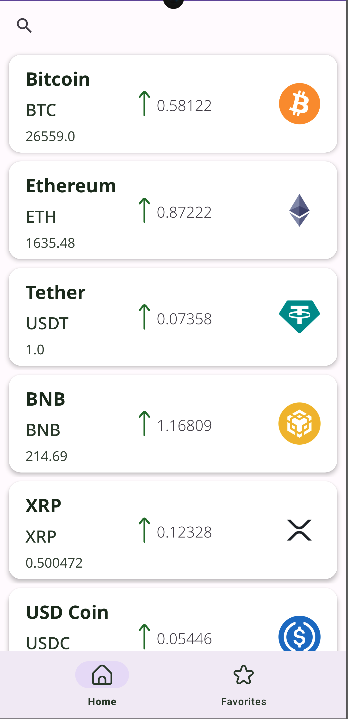 Bitcoin
BTC
0.58122
26559.0
Ethereum
ETH
0.87222
1635.48
Tether
USDT
0.07358
1.0
BNB
BNB
1.16809
214.69
XRP
XRP
0.12328
0.500472
USD Coin
USDC
0.05446
Home
Favorites